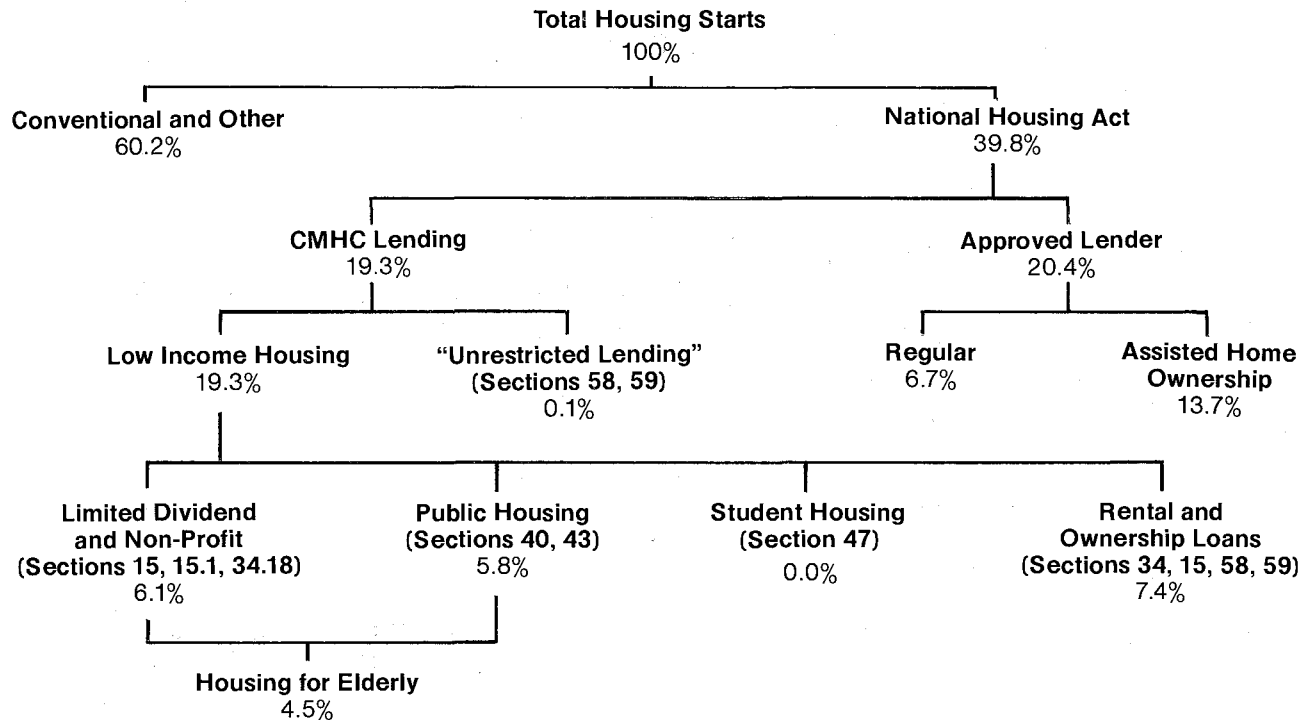 Total Housing Starts
100%
Conventional and Other
60.2%
National Housing Act
39.8%
CMHC Lending
19.3%
Approved Lender
20.4%
Low Income Housing
19.3%
“Unrestricted Lending”
(Sections 58, 59)
0.1%
Regular
6.7%
Assisted Home
Ownership
13.7%
Limited Dividend
and Non-Profit
(Sections 15, 15.1, 34.18)
6.1%
Public Housing
(Sections 40, 43)
5.8%
Student Housing
(Section 47)
0.0%
Rental and
Ownership Loans
(Sections 34, 15, 58, 59)
7.4%
Housing for Elderly
4.5%